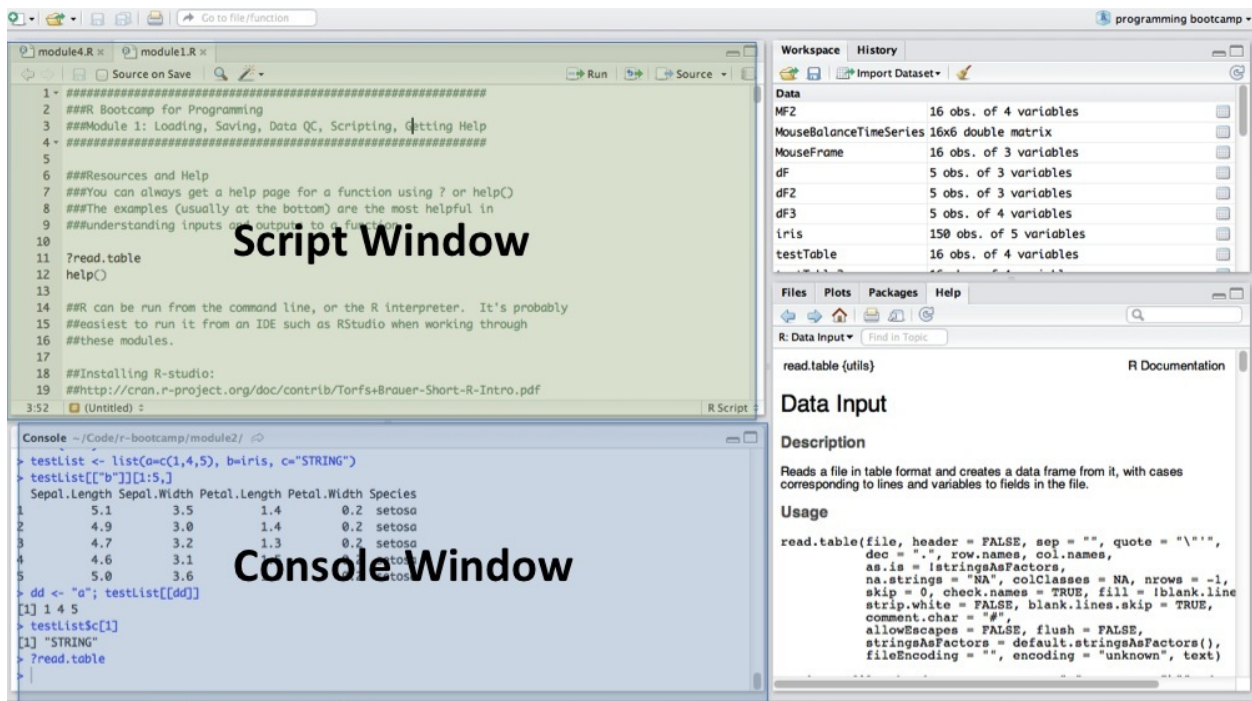 Go to file/function
programming bootcamp
module4.R
module1.R
Source on Save
Run
Source
1 ##############################################################
2 ###R Bootcamp for Programming
3 ###Module 1: Loading, Saving, Data QC, Scripting, Getting Help
4 ##############################################################
5
6 ###Resources and Help
7 ###You can always get a help page for a function using ? or help()
8 ###The examples (usually at the bottom) are the most helpful in
9 ###understanding inputs and outputs to a function
10
11 ?read.table
12 help()
13
14 ##R can be run from the command line, or the R interpreter. It's probably
15 ##easiest to run it from an IDE such as RStudio when working through
16 ##these modules.
17
18 ##Installing R-studio:
19 ##http://cran.r-project.org/doc/contrib/Torfs+Brauer-Short-R-Intro.pdf
Script Window
3:52 (Untitled) R Script
Console ~/Code/r-bootcamp/module2/
> testList <- list(a=c(1,4,5), b=iris, c="STRING")
> testList[["b"]][1:5,]
Sepal.Length Sepal.Width Petal.Length Petal.Width Species
1 5.1 3.5 1.4 0.2 setosa
2 4.9 3.0 1.4 0.2 setosa
3 4.7 3.2 1.3 0.2 setosa
4 4.6 3.1
5 5.0 3.6
Console Window
> dd <- "a"; testList[[dd]]
[1] 1 4 5
> testList$c[1]
[1] "STRING"
> ?read.table
>
Workspace History
Import Dataset
Data
MF2 16 obs. of 4 variables
MouseBalanceTimeSeries 16x6 double matrix
MouseFrame 16 obs. of 3 variables
dF 5 obs. of 3 variables
dF2 5 obs. of 3 variables
dF3 5 obs. of 4 variables
iris 150 obs. of 5 variables
testTable 16 obs. of 4 variables
Files Plots Packages Help
R: Data Input Find in Topic
read.table {utils} R Documentation
Data Input
Description
Reads a file in table format and creates a data frame from it, with cases
corresponding to lines and variables to fields in the file.
Usage
read.table(file, header = FALSE, sep = "", quote = "\"'",
dec = ".", row.names, col.names,
as.is = !stringsAsFactors,
na.strings = "NA", colClasses = NA, nrows = -1,
skip = 0, check.names = TRUE, fill = !blank.line
strip.white = FALSE, blank.lines.skip = TRUE,
comment.char = "#",
allowEscapes = FALSE, flush = FALSE,
stringsAsFactors = default.stringsAsFactors(),
fileEncoding = "", encoding = "unknown", text)